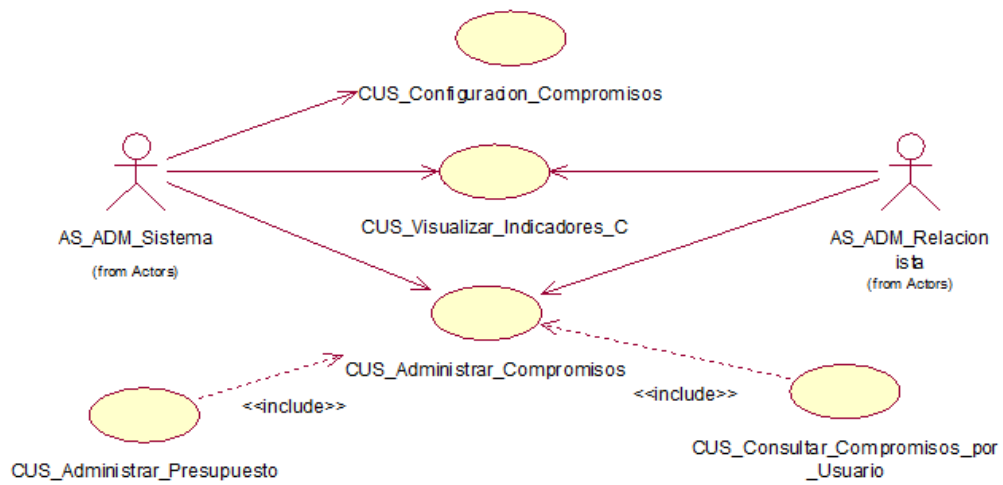 CUS_Configuracion_Compromisos
AS_ADM_Sistema
(from Actors)
CUS_Visualizar_Indicadores_C
AS_ADM_Relacion
ista
(from Actors)
CUS_Administrar_Compromisos
<<include>>
<<include>>
CUS_Administrar_Presupuesto
CUS_Consultar_Compromisos_por
_Usuario